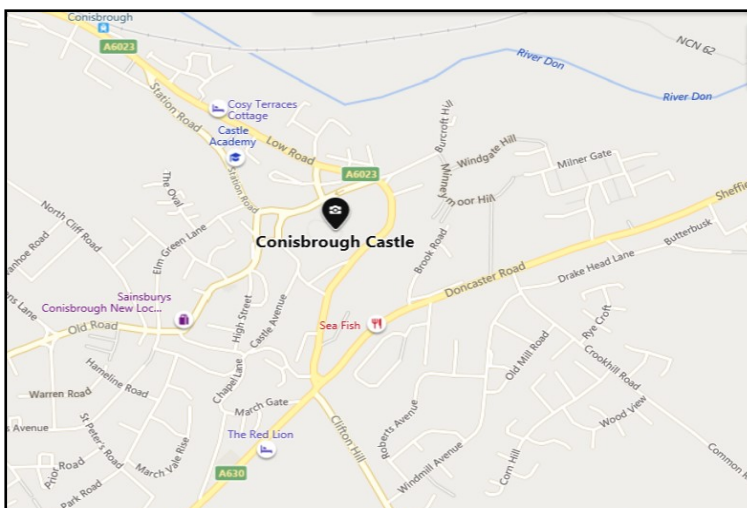 Conisbrough
A6023
NCN 62
River Don
River Don
Station Road
Cosy Terraces
Cottage
Castle
Academy
Low Road
Burcroft Hill
Windgate Hill
Milner Gate
A6023
Station Road
The Oval
Minney Moor Hill
North Cliff Road
Elm Green Lane
Conisbrough Castle
Brook Road
Doncaster Road
Drake Head Lane
Butterbusk
Sainsburys
Conisbrough New Loc...
Old Road
High Street
Castle Avenue
Sea Fish
Old Mill Road
Rye Croft
Crookhill Road
Hameline Road
Chapel Lane
Warren Road
March Gate
Clifton Hill
Roberts Avenue
Wood View
St Peter's Road
March Vale Rise
The Red Lion
Windmill Avenue
Common
Prior Road
Park Road
A630